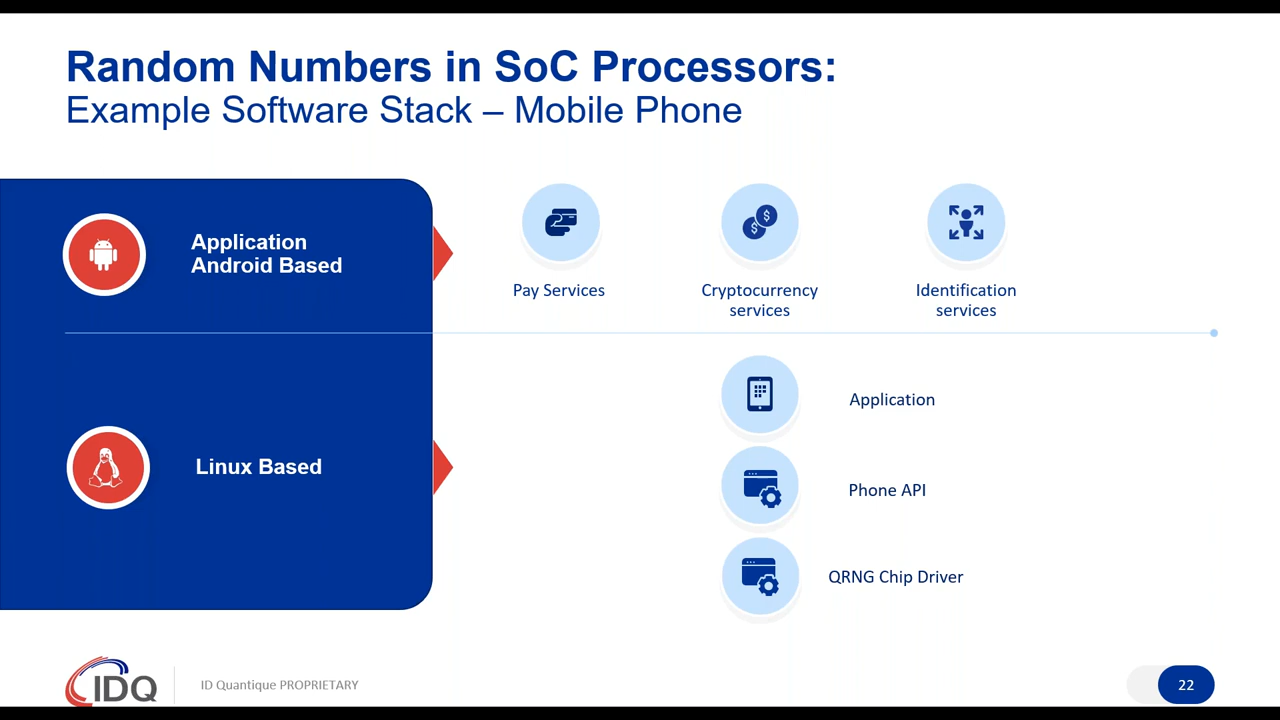 Random Numbers in SoC Processors:
Example Software Stack – Mobile Phone
Application
Android Based
Pay Services
Cryptocurrency
services
Identification
services
Linux Based
Application
Phone API
QRNG Chip Driver
IDQ
ID Quantique PROPRIETARY
22